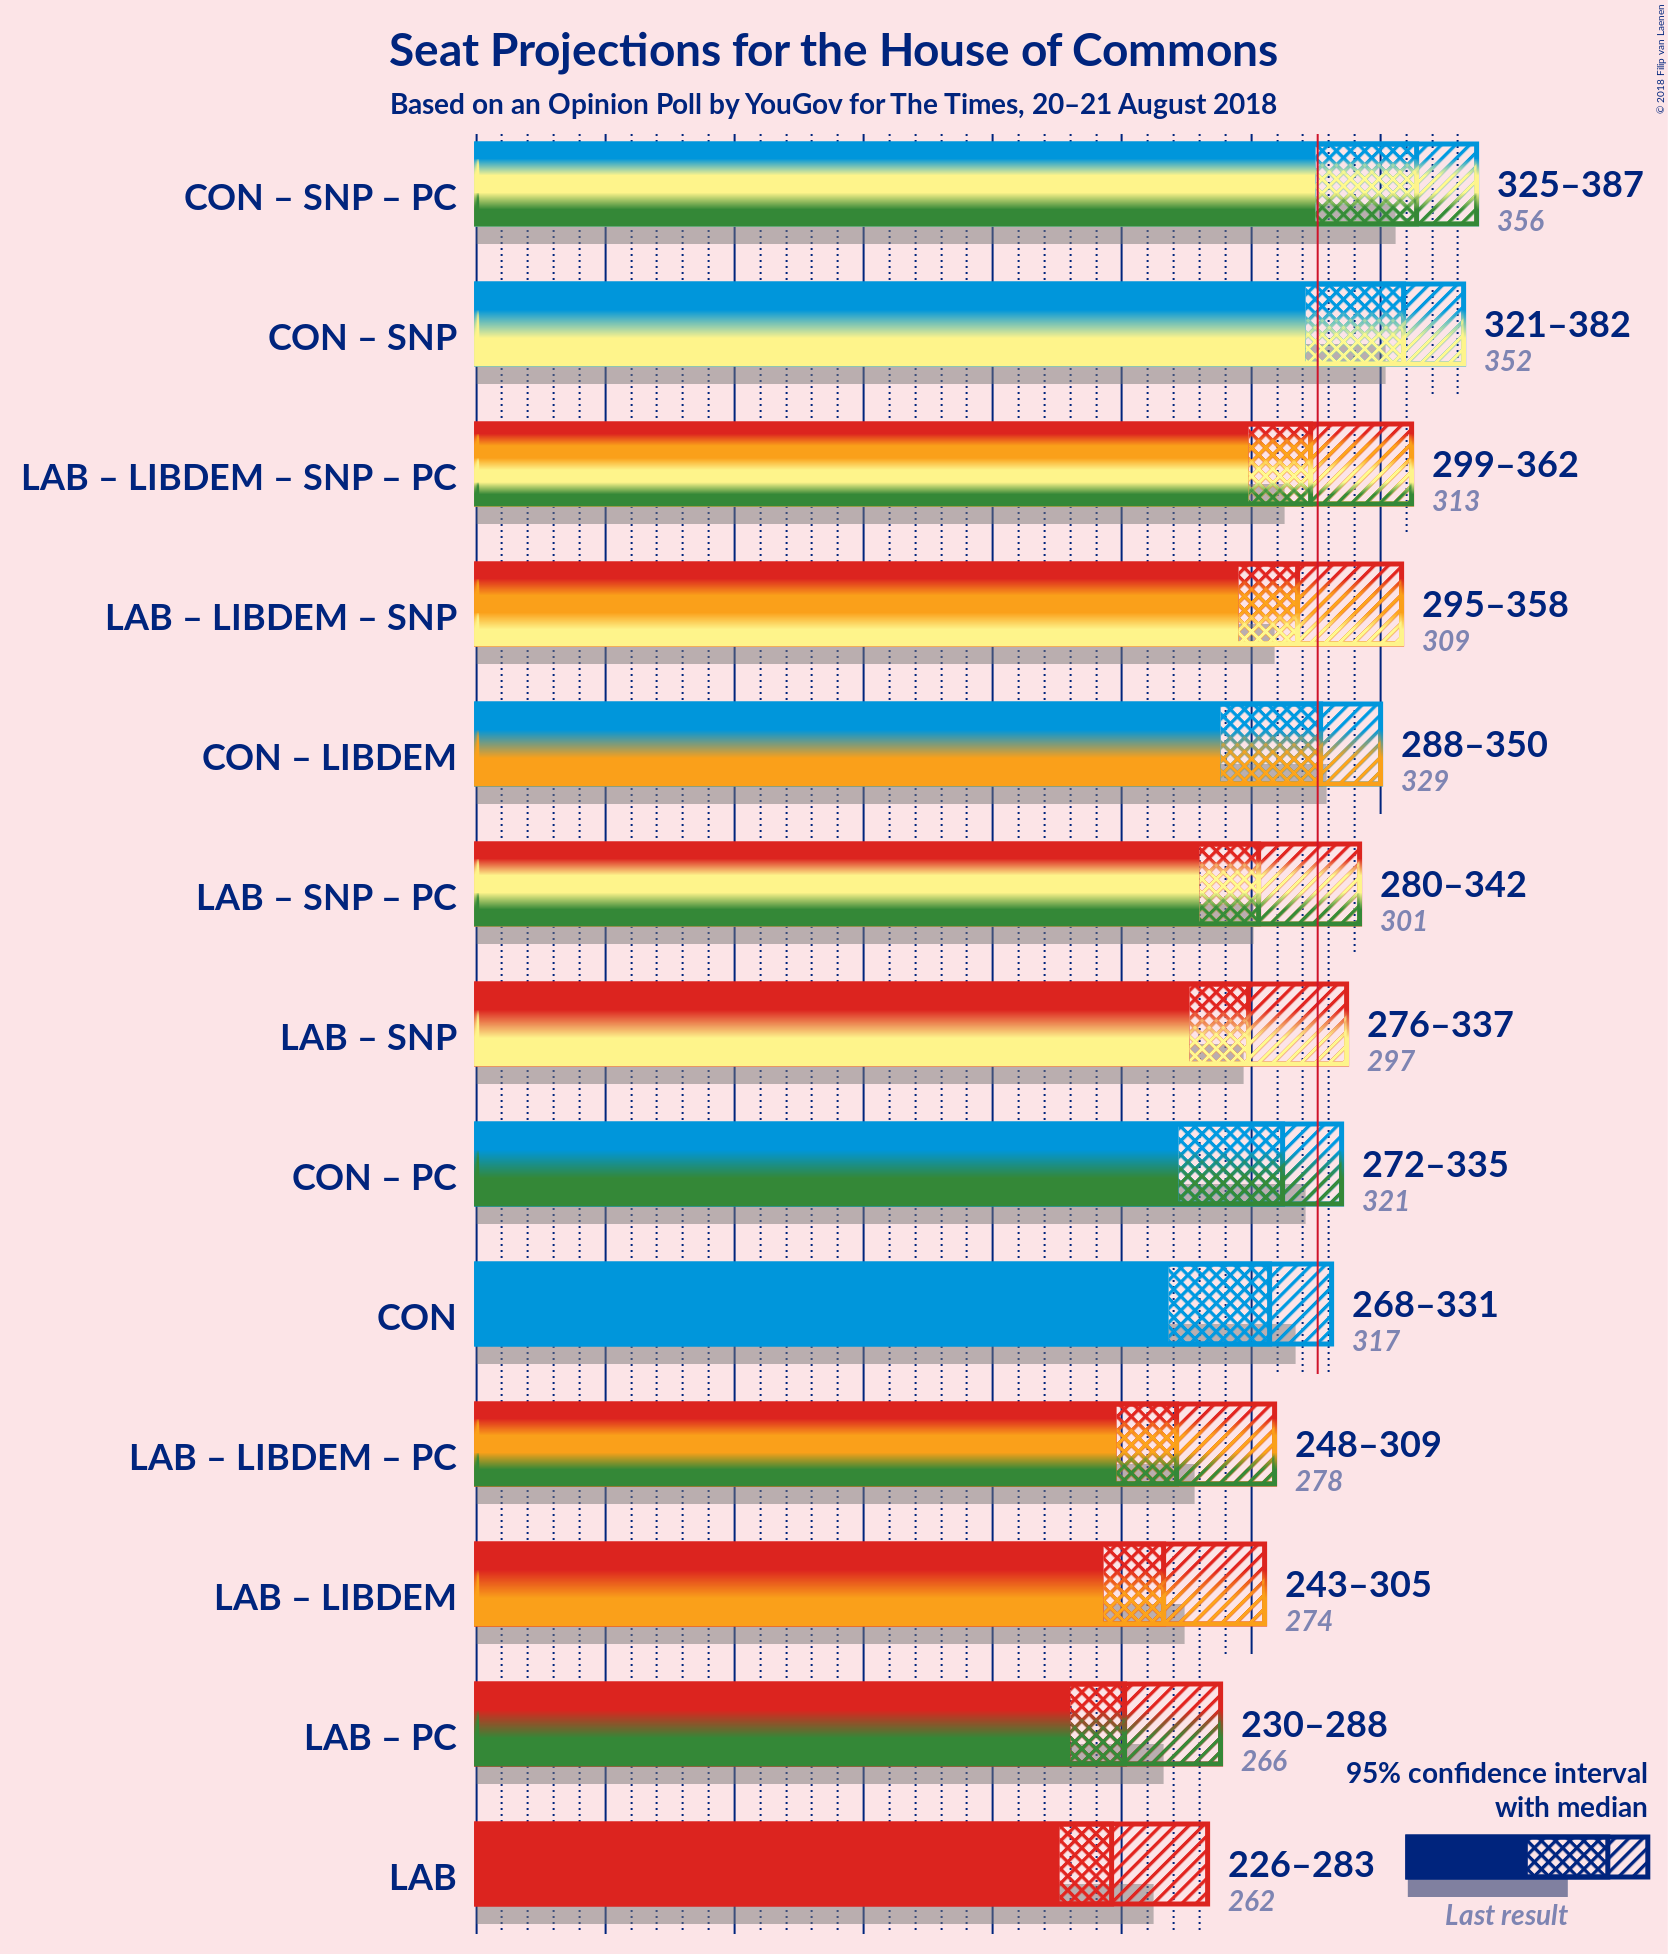 Seat Projections for the House of Commons
Based on an Opinion Poll by YouGov for The Times, 20–21 August 2018
© 2018 Filip van Laenen
CON – SNP – PC
325–387
356
CON – SNP
321–382
352
LAB – LIBDEM – SNP – PC
299–362
313
LAB – LIBDEM – SNP
295–358
309
CON – LIBDEM
288–350
329
LAB – SNP – PC
280–342
301
LAB – SNP
276–337
297
CON – PC
272–335
321
CON
268–331
317
LAB – LIBDEM – PC
248–309
278
LAB – LIBDEM
243–305
274
LAB – PC
230–288
266
LAB
226–283
262
95% confidence interval
with median
Last result